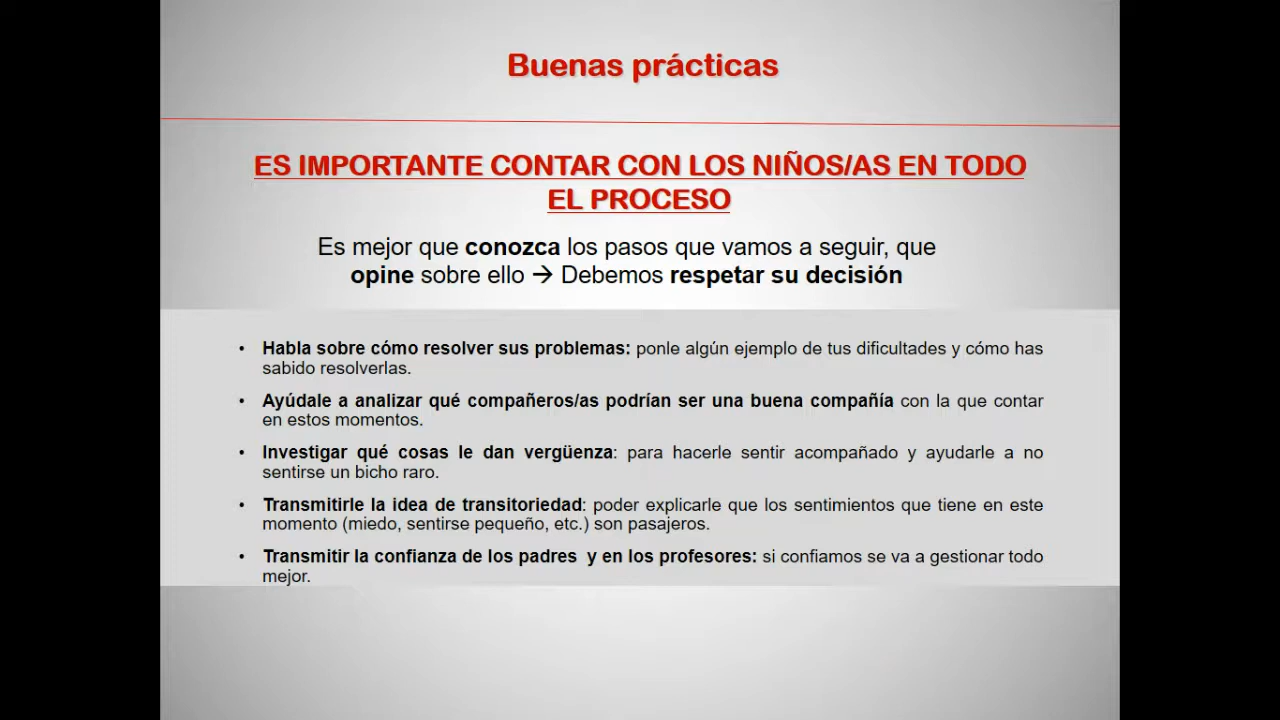 Buenas prácticas
ES IMPORTANTE CONTAR CON LOS NIÑOS/AS EN TODO
EL PROCESO
Es mejor que conozca los pasos que vamos a seguir, que
opine sobre ello → Debemos respetar su decisión
• Habla sobre cómo resolver sus problemas: ponle algún ejemplo de tus dificultades y cómo has
sabido resolverlas.
• Ayúdale a analizar qué compañeros/as podrían ser una buena compañía con la que contar
en estos momentos.
• Investigar qué cosas le dan vergüenza: para hacerle sentir acompañado y ayudarle a no
sentirse un bicho raro.
• Transmitirle la idea de transitoriedad: poder explicarle que los sentimientos que tiene en este
momento (miedo, sentirse pequeño, etc.) son pasajeros.
• Transmitir la confianza de los padres y en los profesores: si confiamos se va a gestionar todo
mejor.